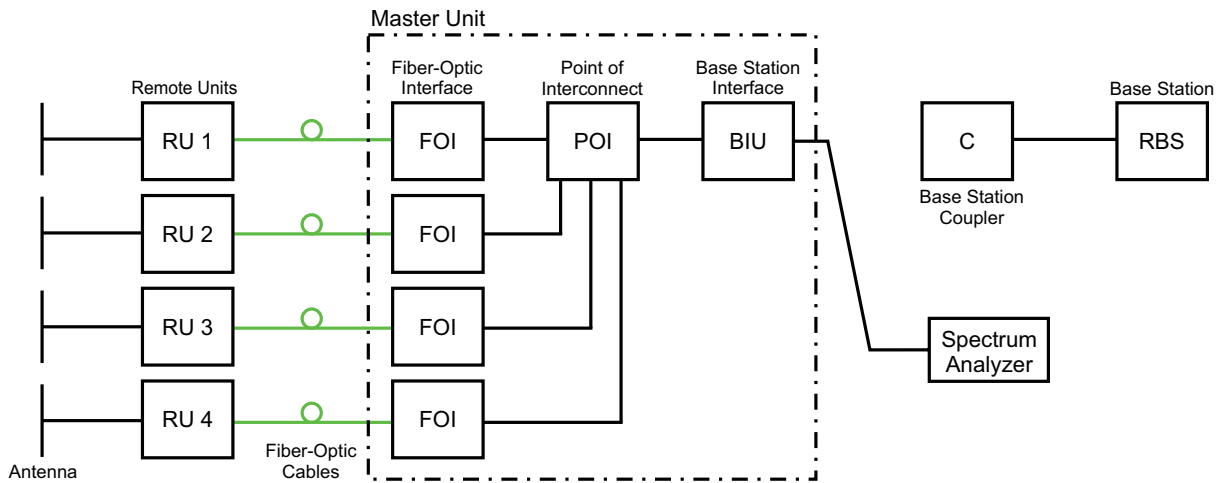 Master Unit
Remote Units
Fiber-Optic
Interface
Point of
Interconnect
Base Station
Interface
Base Station
RU 1
FOI
POI
BIU
C
RBS
Base Station
Coupler
RU 2
FOI
RU 3
FOI
Spectrum
Analyzer
RU 4
FOI
Antenna
Fiber-Optic
Cables